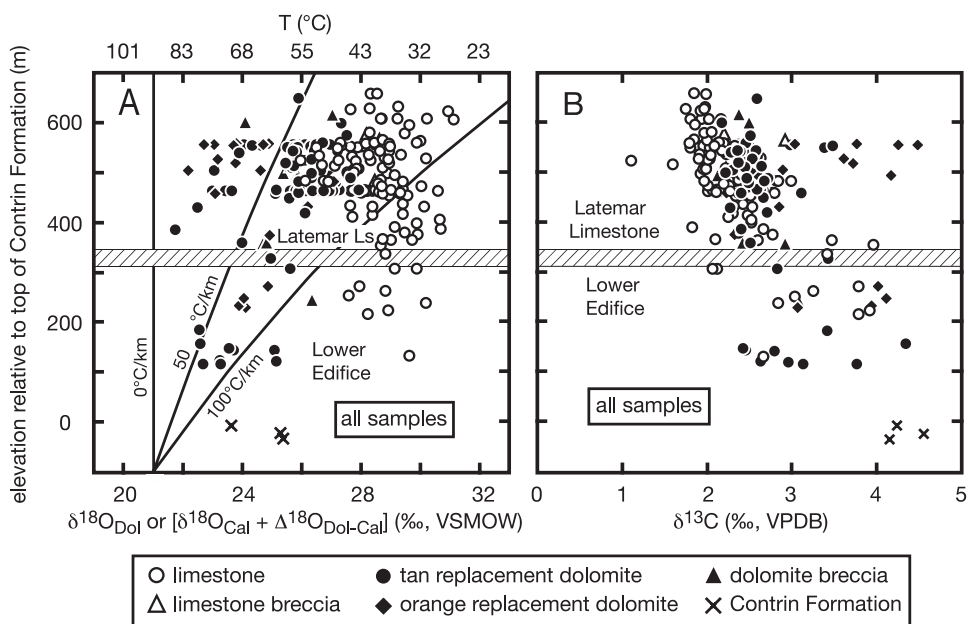 T (°C)
101 83 68 55 43 32 23
elevation relative to top of Contrin Formation (m)
600
400
200
0
A
Latemar Ls
0°C/km
50 °C/km
100°C/km
Lower
Edifice
all samples
20 24 28 32
δ18ODol or [δ18OCal + Δ18ODol-Cal] (‰, VSMOW)
B
Latemar
Limestone
Lower
Edifice
all samples
0 1 2 3 4 5
δ13C (‰, VPDB)
limestone tan replacement dolomite dolomite breccia
limestone breccia orange replacement dolomite Contrin Formation